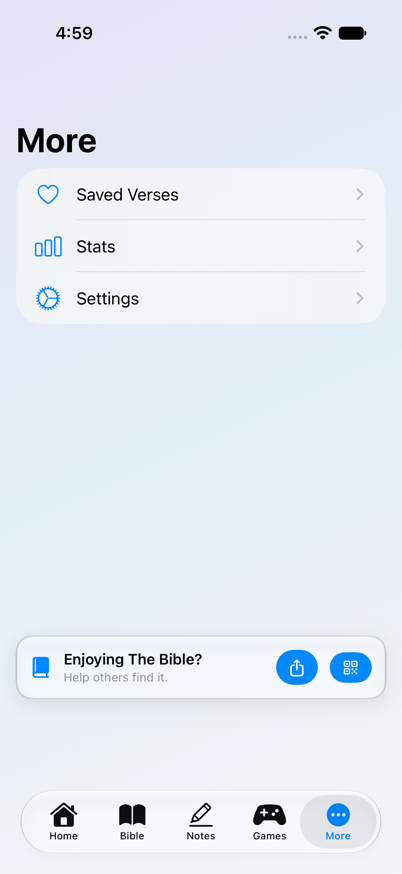 4:59
More
Saved Verses
Stats
Settings
Enjoying The Bible?
Help others find it.
Home
Bible
Notes
Games
More